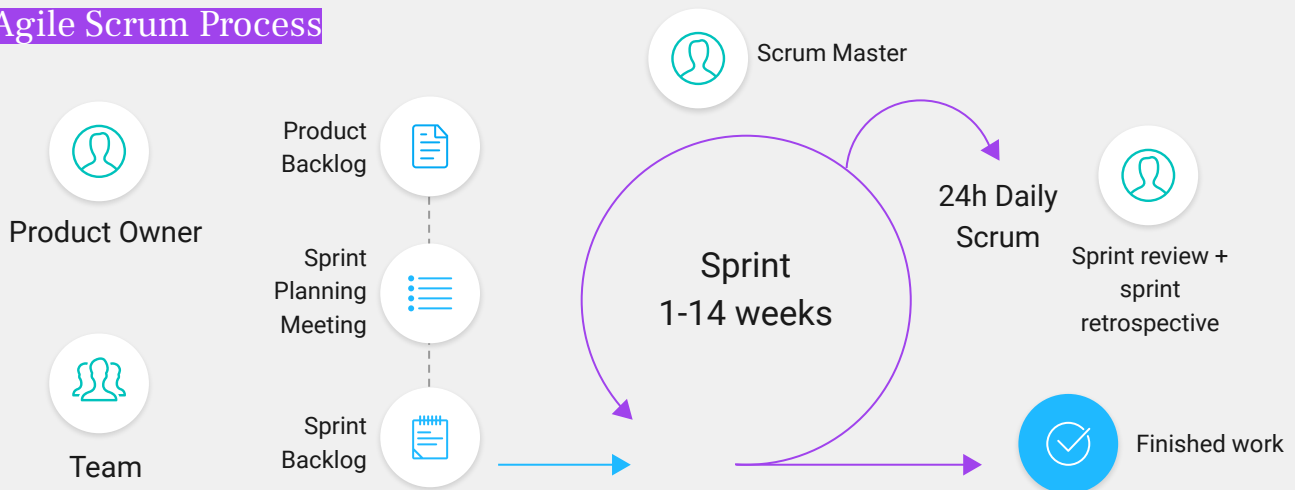 Agile Scrum Process
Scrum Master
Product Owner
Team
Product
Backlog
Sprint
Planning
Meeting
Sprint
Backlog
Sprint
1-14 weeks
24h Daily
Scrum
Sprint review +
sprint
retrospective
Finished work